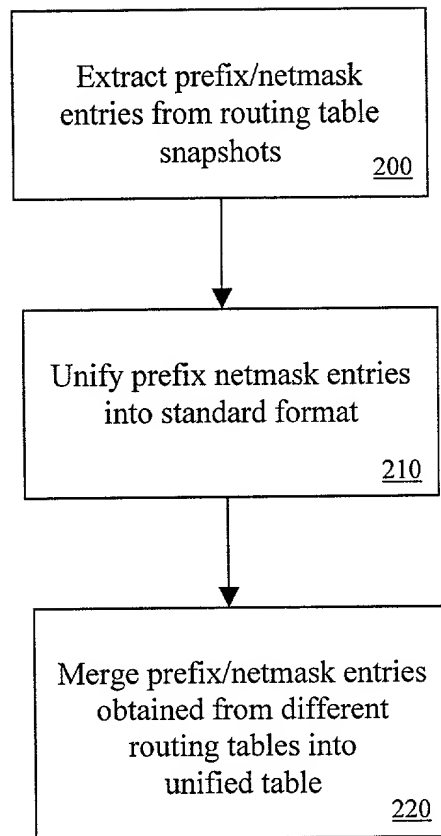 Extract prefix/netmask
entries from routing table
snapshots
200
Unify prefix netmask entries
into standard format
210
Merge prefix/netmask entries
obtained from different
routing tables into
unified table
220